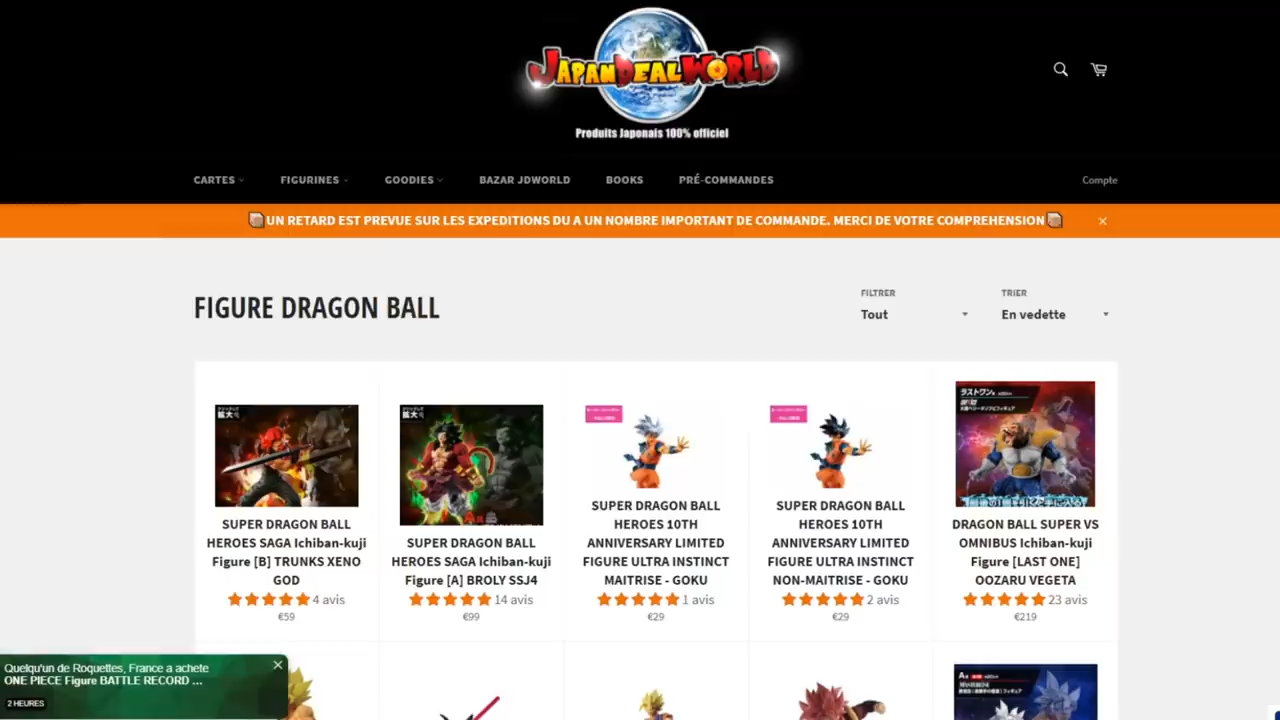 JAPANDEALWORLD
Produits Japonais 100% officiel
CARTES
FIGURINES
GOODIES
BAZAR JDWORLD
BOOKS
PRÉ-COMMANDES
Compte
UN RETARD EST PREVUE SUR LES EXPEDITIONS DU A UN NOMBRE IMPORTANT DE COMMANDE. MERCI DE VOTRE COMPREHENSION
FIGURE DRAGON BALL
FILTRER
Tout
TRIER
En vedette
SUPER DRAGON BALL
HEROES SAGA Ichiban-kuji
Figure [B] TRUNKS XENO
GOD
4 avis
€59
SUPER DRAGON BALL
HEROES SAGA Ichiban-kuji
Figure [A] BROLY SSJ4
14 avis
€99
SUPER DRAGON BALL
HEROES 10TH
ANNIVERSARY LIMITED
FIGURE ULTRA INSTINCT
MAITRISE - GOKU
1 avis
€29
SUPER DRAGON BALL
HEROES 10TH
ANNIVERSARY LIMITED
FIGURE ULTRA INSTINCT
NON-MAITRISE - GOKU
2 avis
€29
ラストワン
DRAGON BALL SUPER VS
OMNIBUS Ichiban-kuji
Figure [LAST ONE]
OOZARU VEGETA
23 avis
€219
Quelqu'un de Roquettes, France a achete
ONE PIECE Figure BATTLE RECORD ...
2 HEURES